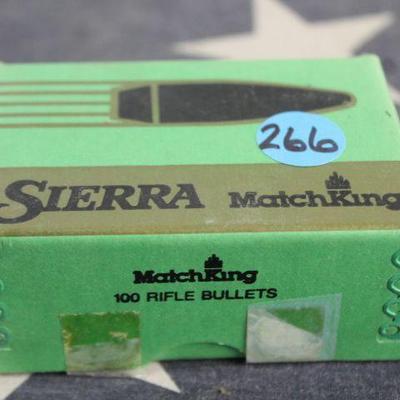 266
SIERRA MatchKing
MatchKing
100 RIFLE BULLETS